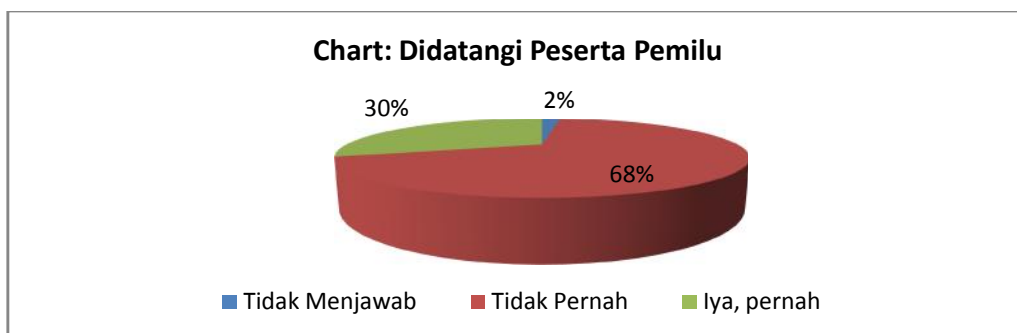 Chart: Didatangi Peserta Pemilu
30%
2%
68%
Tidak Menjawab
Tidak Pernah
Iya, pernah